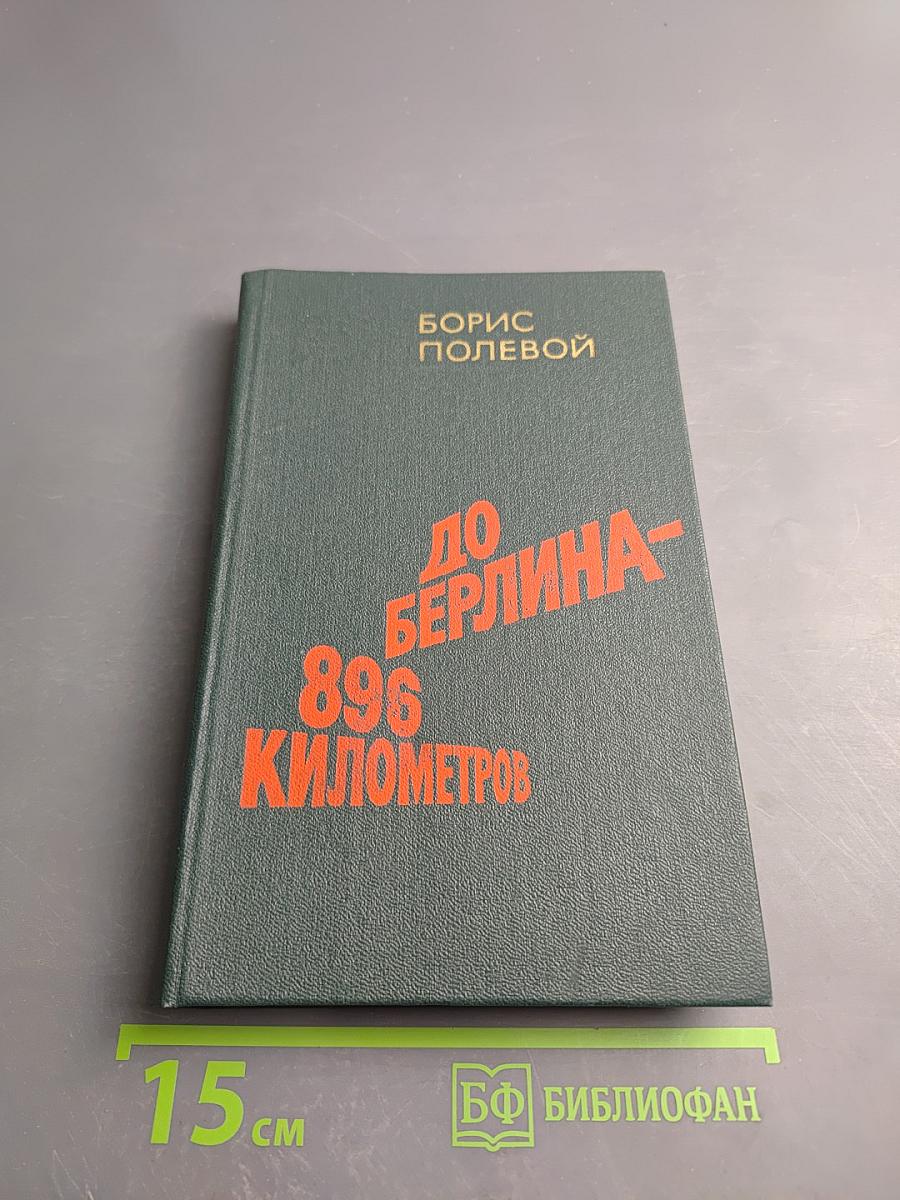 БОРИС
ПОЛЕВОЙ
ДО
БЕРЛИНА–
896
КИЛОМЕТРОВ
15 см
БФ БИБЛИОФАН